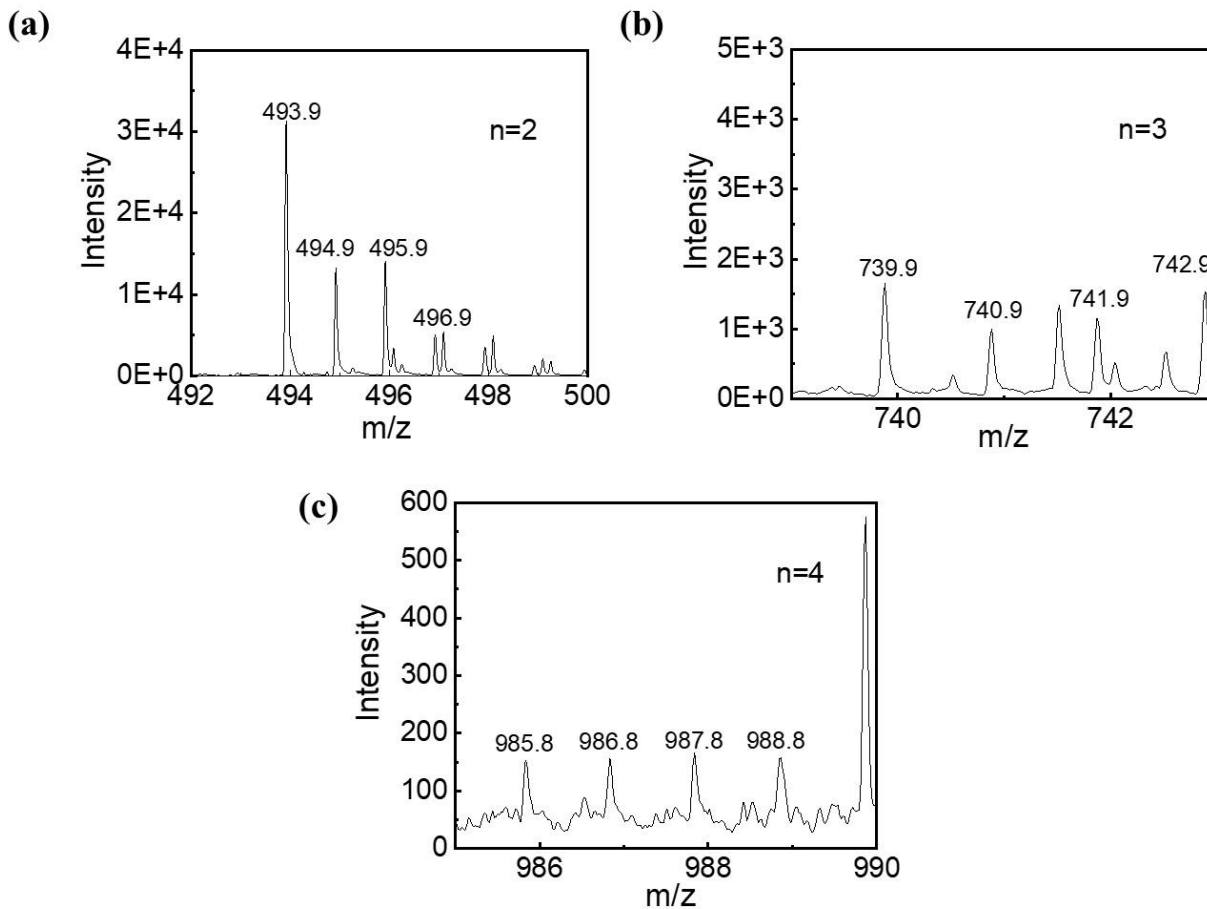 (a)
4E+4
3E+4
2E+4
1E+4
0E+0
Intensity
493.9
494.9
495.9
496.9
n=2
492
494
496
498
500
m/z
(b)
5E+3
4E+3
3E+3
2E+3
1E+3
0E+0
Intensity
739.9
740.9
741.9
742.9
n=3
740
742
m/z
(c)
600
500
400
300
200
100
0
Intensity
985.8
986.8
987.8
988.8
n=4
986
988
990
m/z